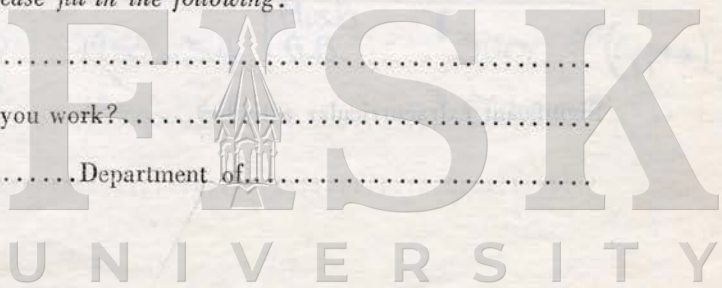 ease fill in the following:
........................................................
you work?........................................................
.......Department of........................................................
FISK
UNIVERSITY